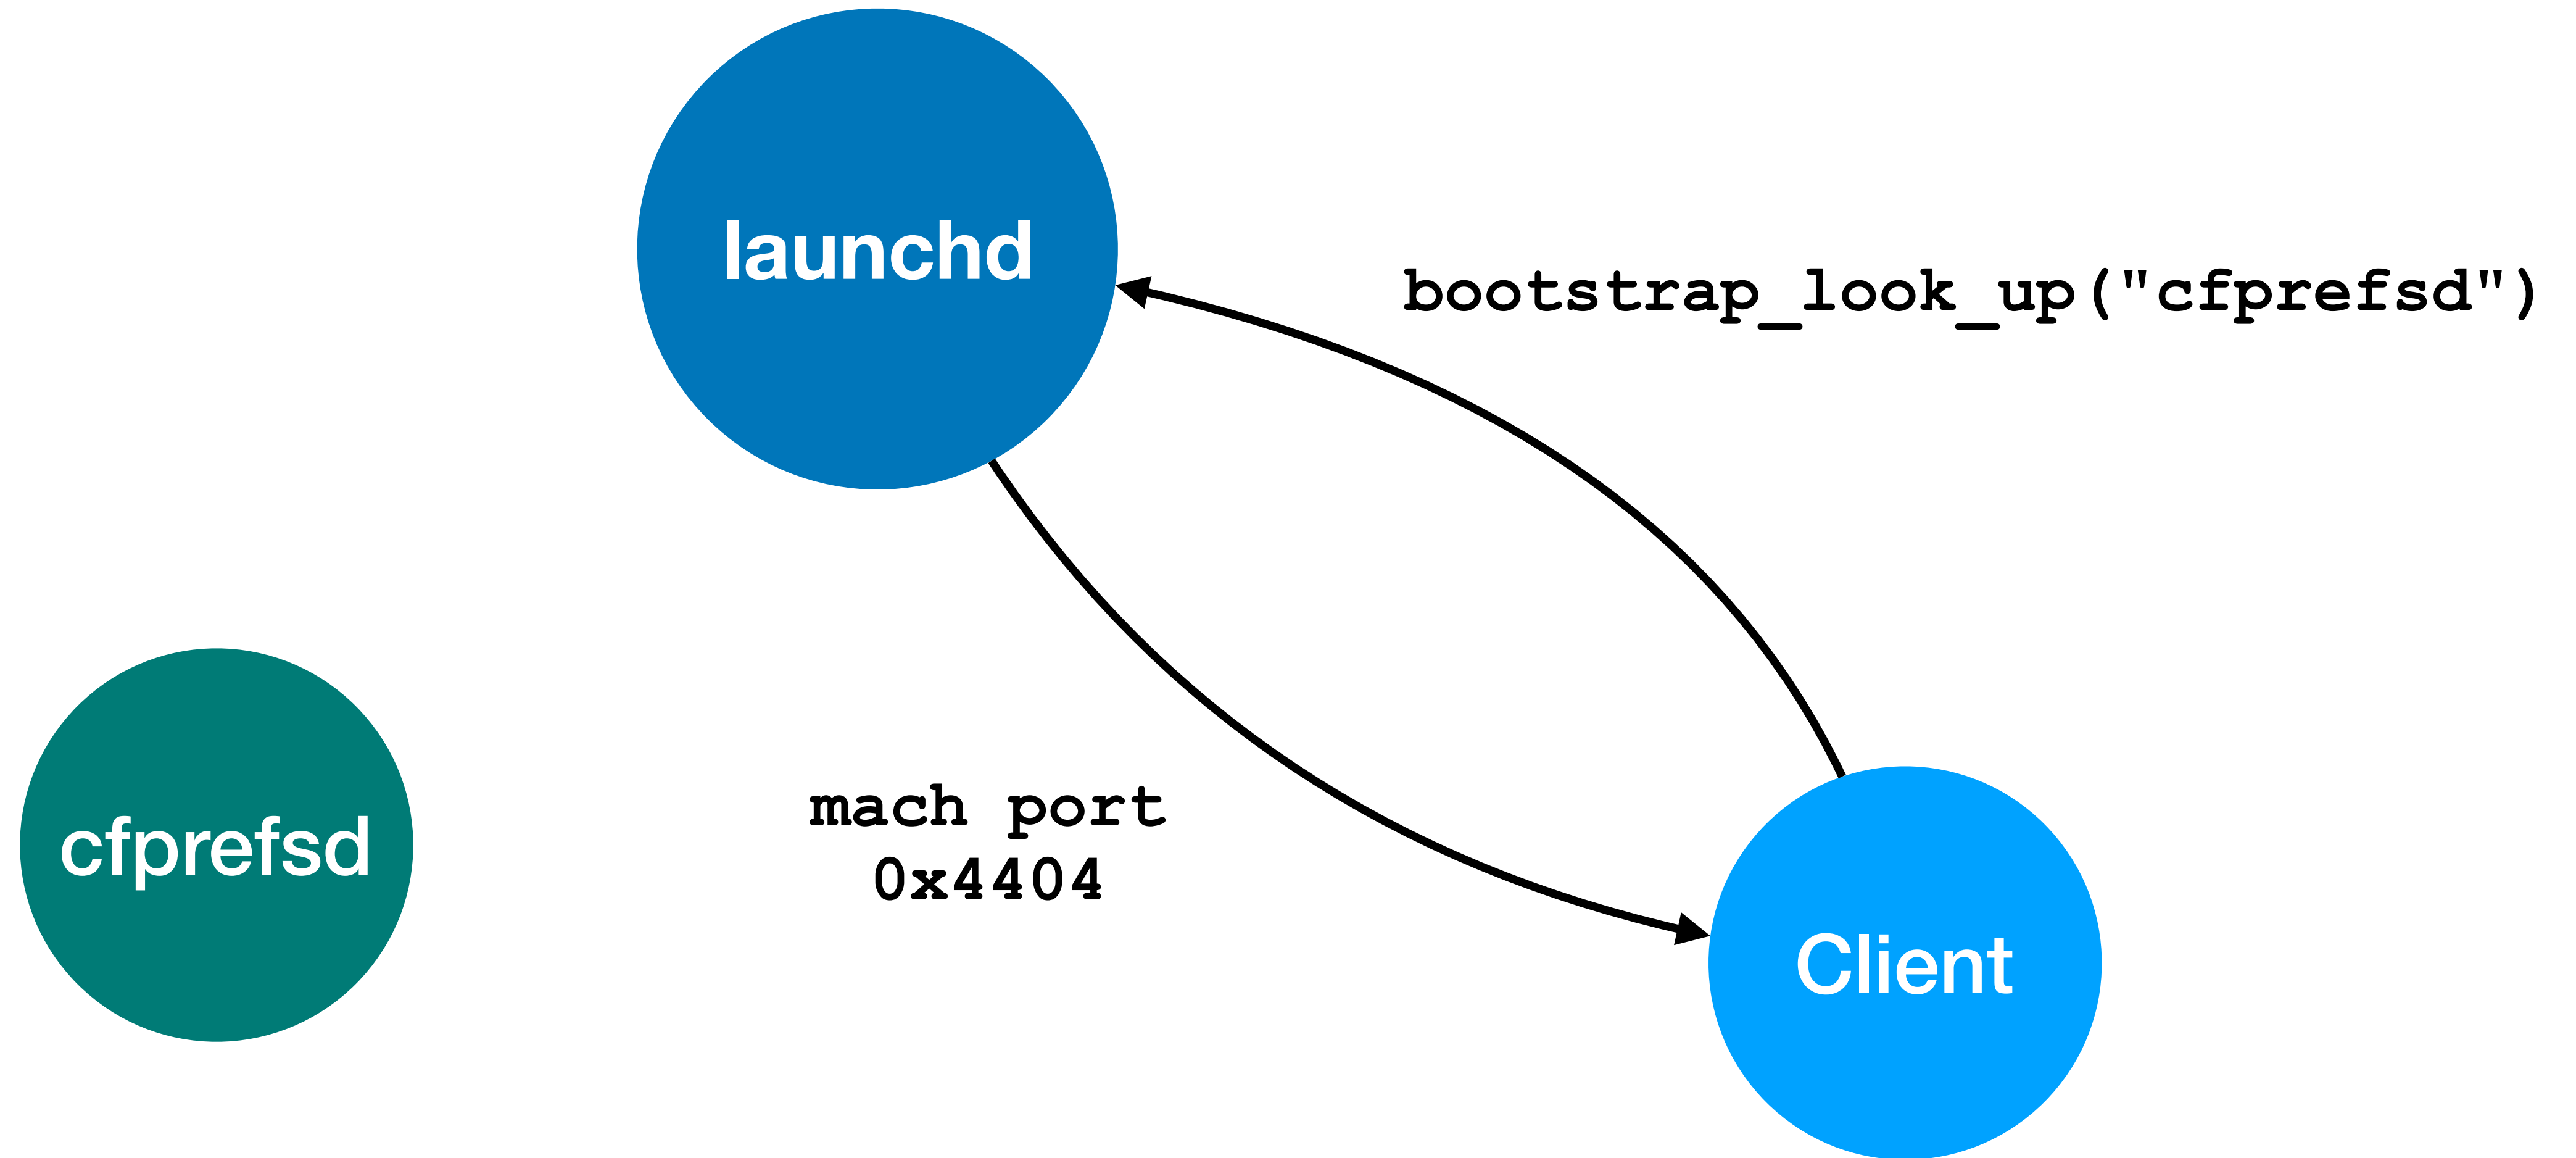 launchd
bootstrap_look_up("cfprefsd")
mach port
0x4404
cfprefsd
Client